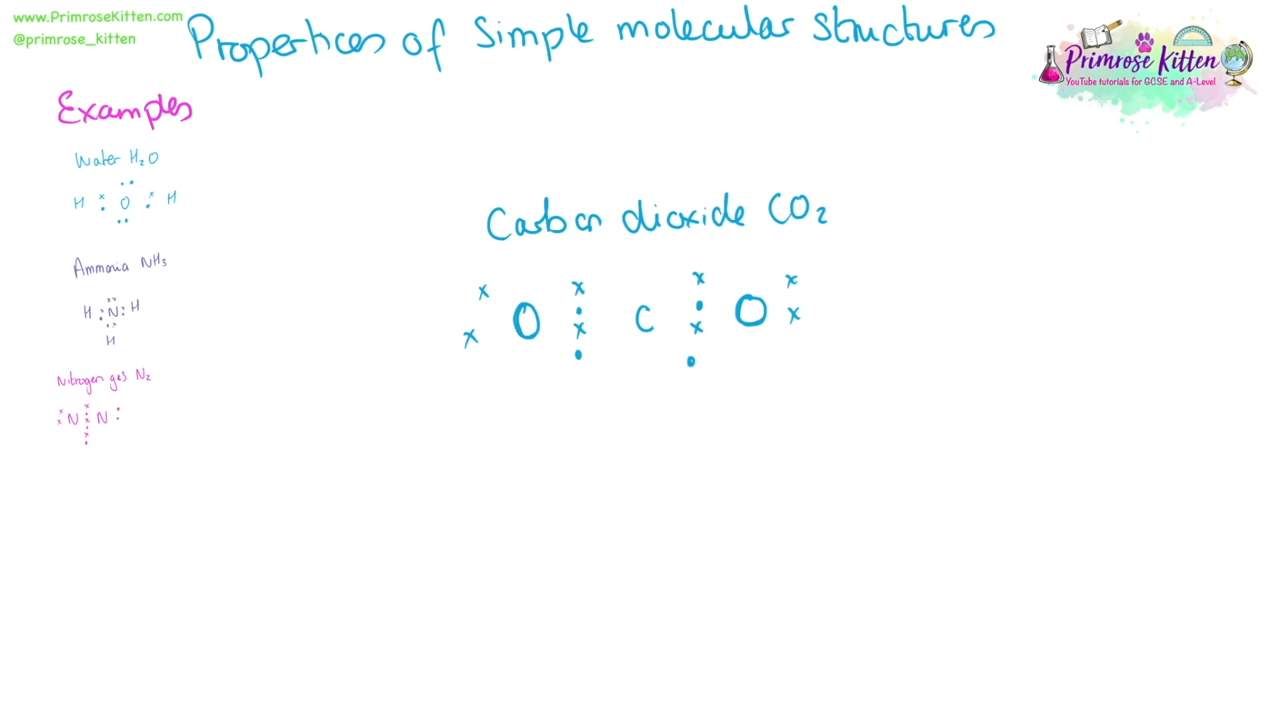 www.PrimroseKitten.com
@primrose_kitten
Properties of Simple molecular structures
Primrose Kitten
YouTube tutorials for GCSE and A-Level
Examples
Water H₂O
H x O x H
Ammonia NH₃
H N H
H
Nitrogen gas N₂
N N
Carbon dioxide CO₂
O C O